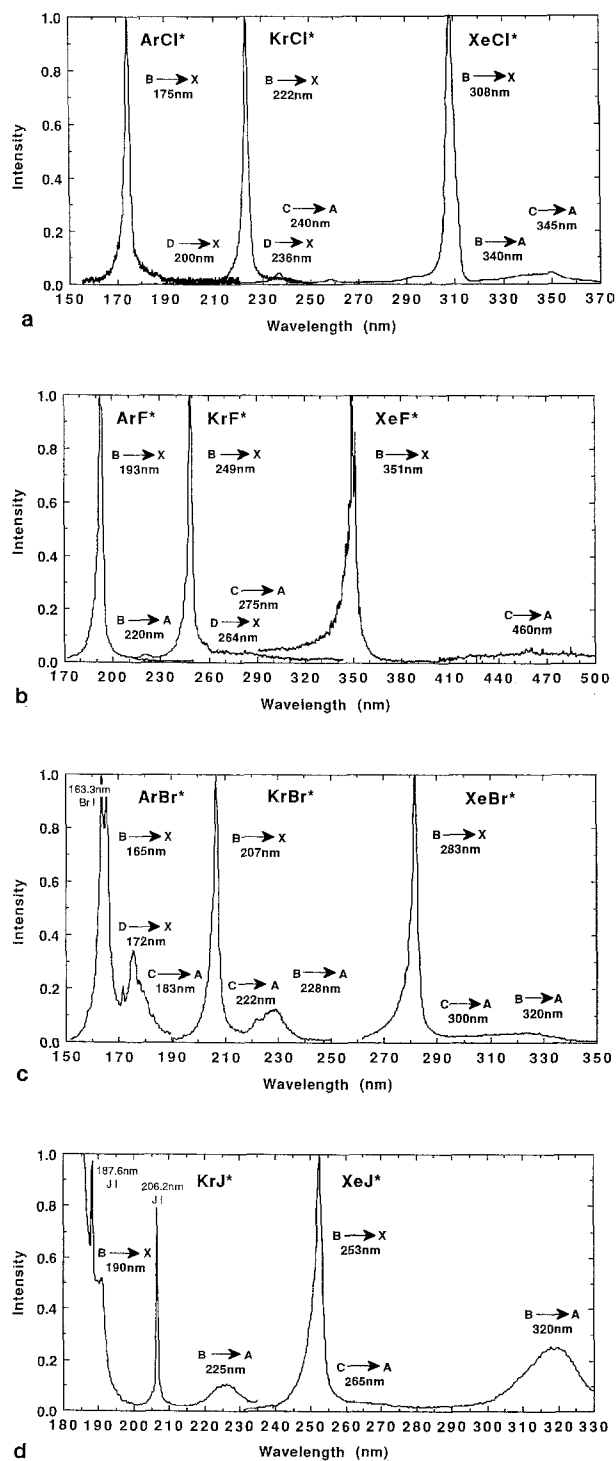 ArCl* KrCl* XeCl*
B → X B → X B → X
175nm 222nm 308nm
C → A C → A
240nm 345nm
D → X D → X B → A
200nm 236nm 340nm
Intensity
1.0
0.8
0.6
0.4
0.2
0.0
150 170 190 210 230 250 270 290 310 330 350 370
Wavelength (nm)
a
ArF* KrF* XeF*
B → X B → X B → X
193nm 249nm 351nm
C → A
275nm
B → A D → X C → A
220nm 264nm 460nm
Intensity
1.0
0.8
0.6
0.4
0.2
0.0
170 200 230 260 290 320 350 380 410 440 470 500
Wavelength (nm)
b
163.3nm
Br I
ArBr* KrBr* XeBr*
B → X B → X B → X
165nm 207nm 283nm
D → X
172nm
C → A C → A B → A C → A B → A
183nm 222nm 228nm 300nm 320nm
Intensity
1.0
0.8
0.6
0.4
0.2
0.0
150 170 190 210 230 250 270 290 310 330 350
Wavelength (nm)
c
187.6nm
J I
206.2nm
J I
KrJ* XeJ*
B → X B → X
190nm 253nm
B → A C → A B → A
225nm 265nm 320nm
Intensity
1.0
0.8
0.6
0.4
0.2
0.0
180 190 200 210 220 230 240 250 260 270 280 290 300 310 320 330
Wavelength (nm)
d